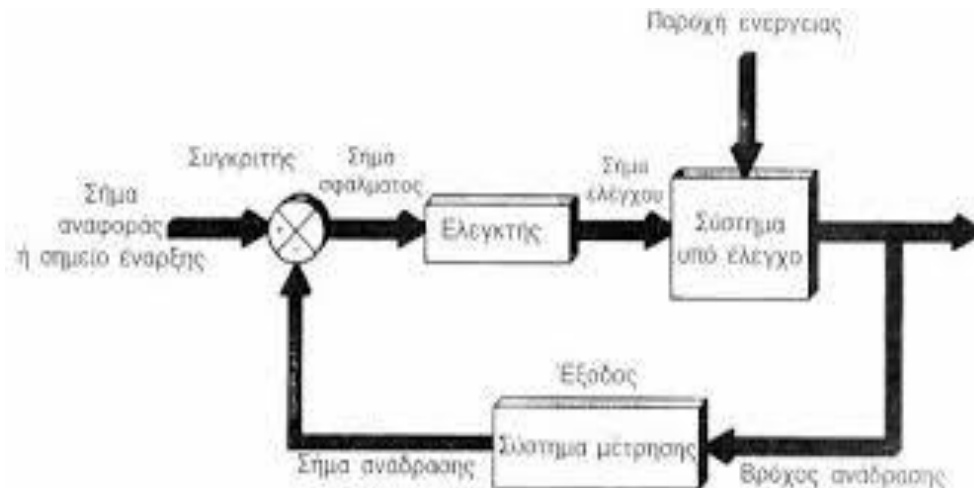 Παροχή ενεργειας
Συγκριτής
Σήμα
σφάλματος
Σήμα
ελέγχου
Σήμα
αναφοράς
ή σημείο έναρξης
Ελεγκτής
Σύστημα
υπό έλεγχο
Έξοδος
Σύστημα μέτρησης
Σήμα ανάδρασης
Βρόχος ανάδρασης